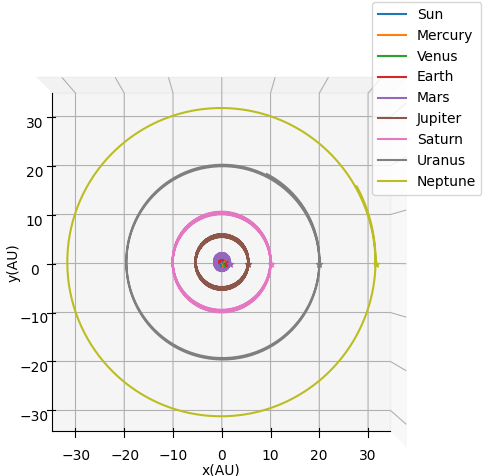 Sun
Mercury
Venus
Earth
Mars
Jupiter
Saturn
Uranus
Neptune
30
20
10
0
−10
−20
−30
y(AU)
−30 −20 −10 0 10 20 30
x(AU)